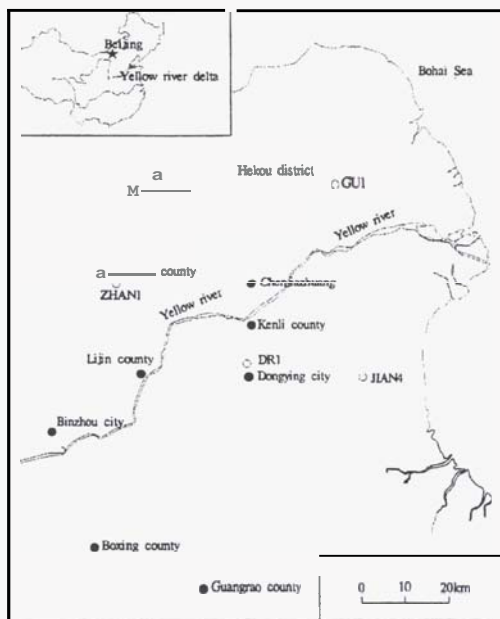 Beijing
Yellow river delta
Bohai Sea
a
M
Hekou district
GU1
Yellow river
a county
ZHAN1
Yellow river
Kenli county
Lijin county
DR1
Dongying city
JIAN4
Binzhou city
Boxing county
Guangrao county
0 10 20km